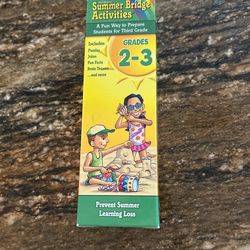 Summer Bridge
Activities
A Fun Way to Prepare
Students for Third Grade
Includes
Puzzles
Jokes
Fun Facts
Brain Teasers
...and more
GRADES
2-3
Prevent Summer
Learning Loss